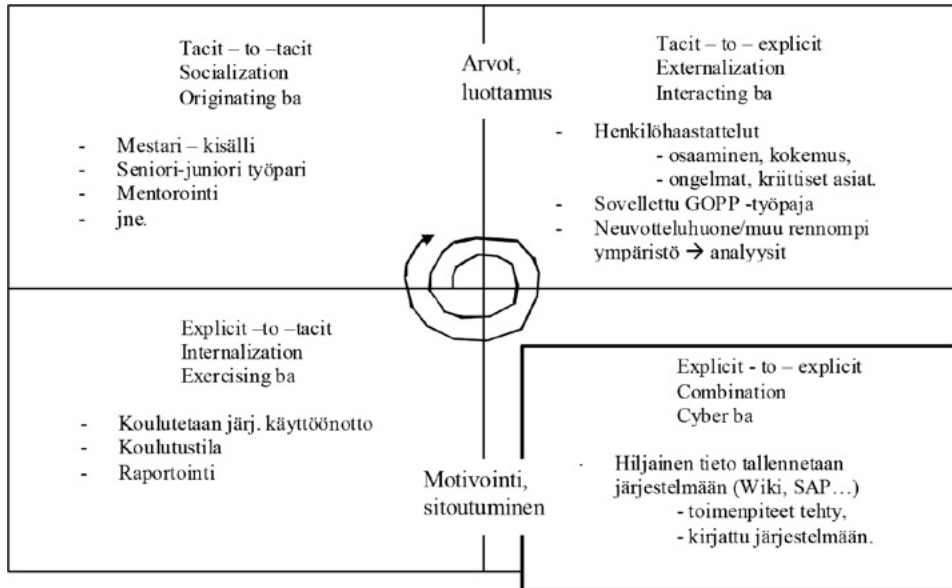 Tacit – to –tacit
Socialization
Originating ba
- Mestari – kisälli
- Seniori-juniori työpari
- Mentorointi
- jne.
Arvot,
luottamus
Tacit – to – explicit
Externalization
Interacting ba
- Henkilöhaastattelut
- osaaminen, kokemus,
- ongelmat, kriittiset asiat.
- Sovellettu GOPP -työpaja
- Neuvotteluhuone/muu rennompi
ympäristö → analyysit
Explicit –to –tacit
Internalization
Exercising ba
- Koulutetaan järj. käyttöönotto
- Koulutustila
- Raportointi
Motivointi,
sitoutuminen
Explicit - to – explicit
Combination
Cyber ba
· Hiljainen tieto tallennetaan
järjestelmään (Wiki, SAP…)
- toimenpiteet tehty,
- kirjattu järjestelmään.